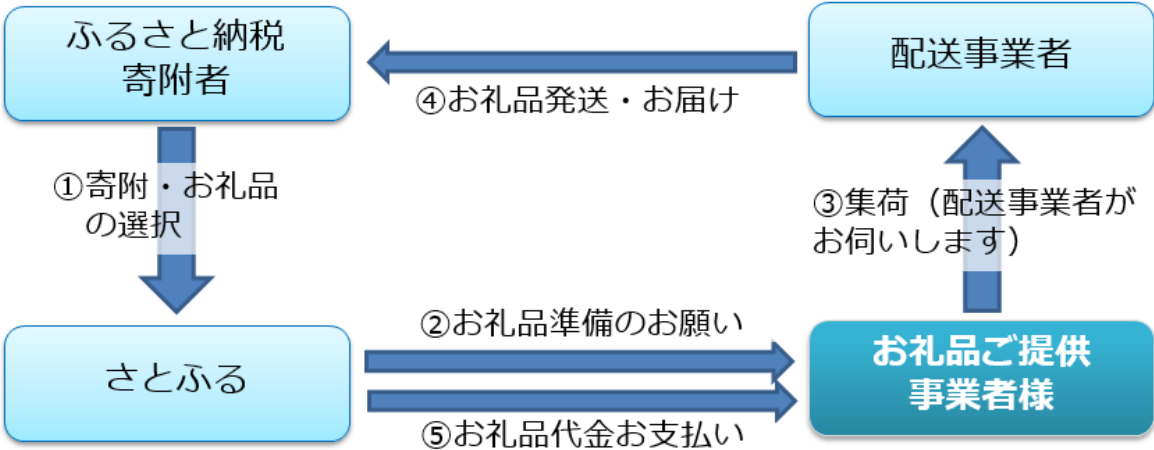 ふるさと納税
寄附者
配送事業者
④お礼品発送・お届け
①寄附・お礼品
の選択
③集荷（配送事業者が
お伺いします）
②お礼品準備のお願い
さとふる
お礼品ご提供
事業者様
⑤お礼品代金お支払い